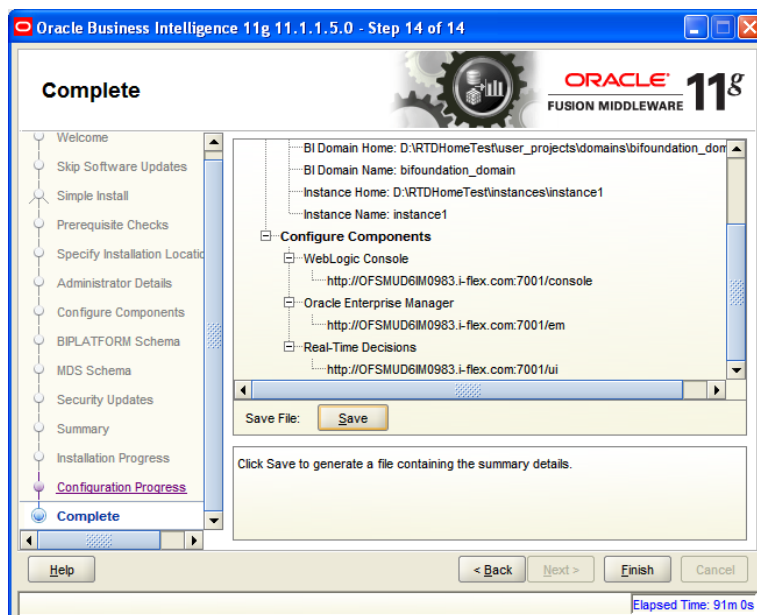 Oracle Business Intelligence 11g 11.1.1.5.0 - Step 14 of 14
Complete
ORACLE
FUSION MIDDLEWARE 11g
Welcome
Skip Software Updates
Simple Install
Prerequisite Checks
Specify Installation Locatio
Administrator Details
Configure Components
BIPLATFORM Schema
MDS Schema
Security Updates
Summary
Installation Progress
Configuration Progress
Complete
BI Domain Home: D:\RTDHomeTest\user_projects\domains\bifoundation_dom
BI Domain Name: bifoundation_domain
Instance Home: D:\RTDHomeTest\instances\instance1
Instance Name: instance1
Configure Components
WebLogic Console
http://OFSMUD6IM0983.i-flex.com:7001/console
Oracle Enterprise Manager
http://OFSMUD6IM0983.i-flex.com:7001/em
Real-Time Decisions
http://OFSMUD6IM0983.i-flex.com:7001/ui
Save File: Save
Click Save to generate a file containing the summary details.
Help < Back Next > Finish Cancel
Elapsed Time: 91m 0s